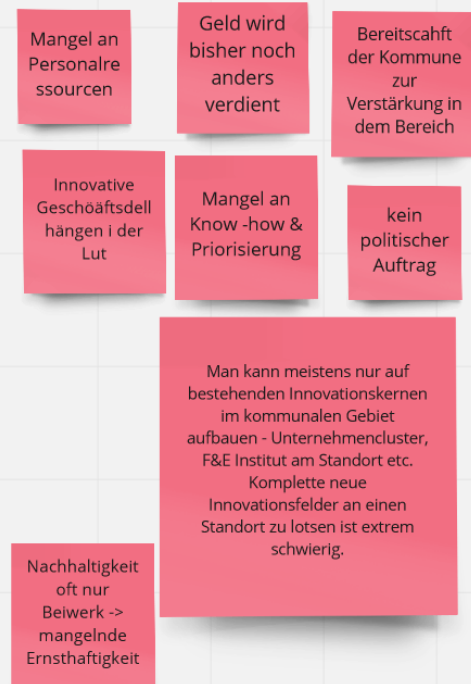 Mangel an
Personalre
ssourcen
Geld wird
bisher noch
anders
verdient
Bereitscahft
der Kommune
zur
Verstärkung in
dem Bereich
Innovative
Geschöäftsdell
hängen i der
Lut
Mangel an
Know -how &
Priorisierung
kein
politischer
Auftrag
Man kann meistens nur auf
bestehenden Innovationskernen
im kommunalen Gebiet
aufbauen - Unternehmencluster,
F&E Institut am Standort etc.
Komplette neue
Innovationsfelder an einen
Standort zu lotsen ist extrem
schwierig.
Nachhaltigkeit
oft nur
Beiwerk ->
mangelnde
Ernsthaftigkeit